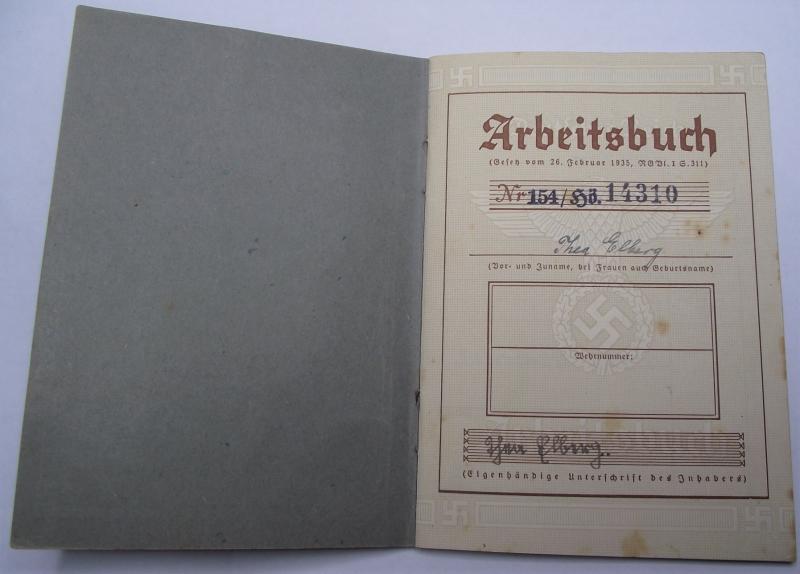 Arbeitsbuch
(Gesetz vom 26. Februar 1935, RGBl. I S. 311)
Nr 154/Hö. 14310
Thea Elberg
(Vor- und Zuname, bei Frauen auch Geburtsname)
Wehrnummer:
Thea Elberg.
(Eigenhändige Unterschrift des Inhabers)